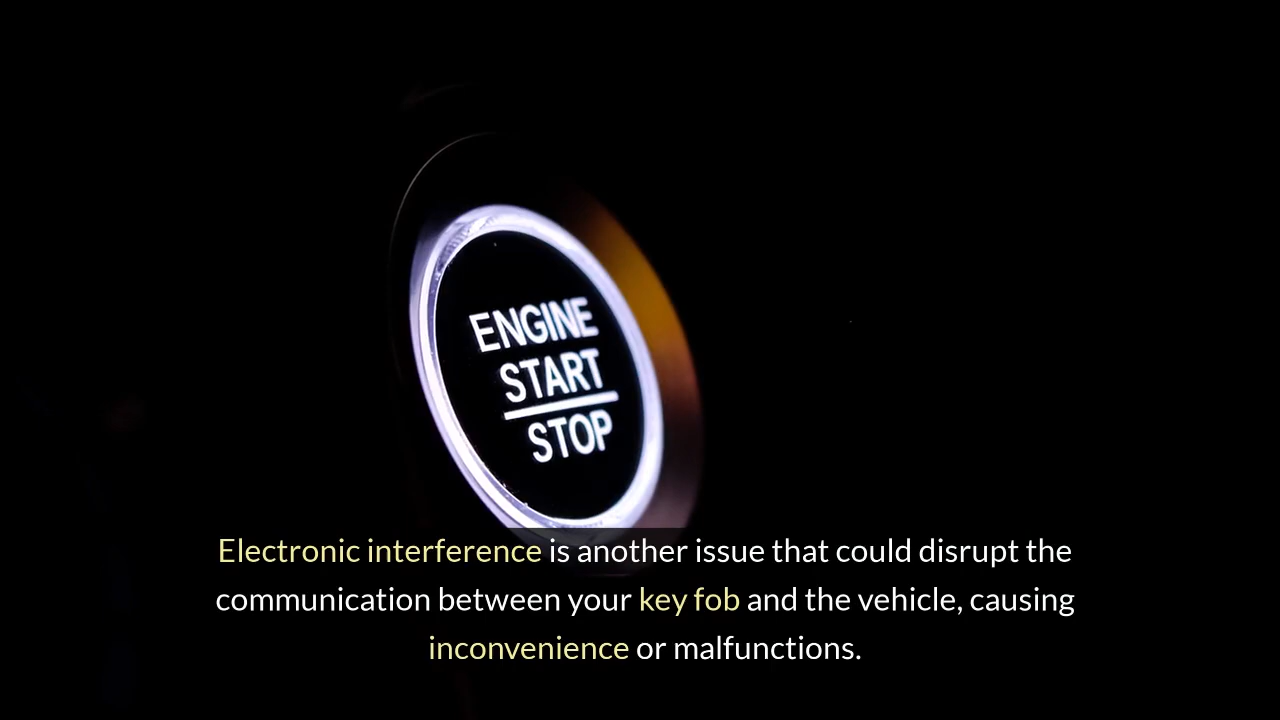 ENGINE
START
STOP
Electronic interference is another issue that could disrupt the
communication between your key fob and the vehicle, causing
inconvenience or malfunctions.